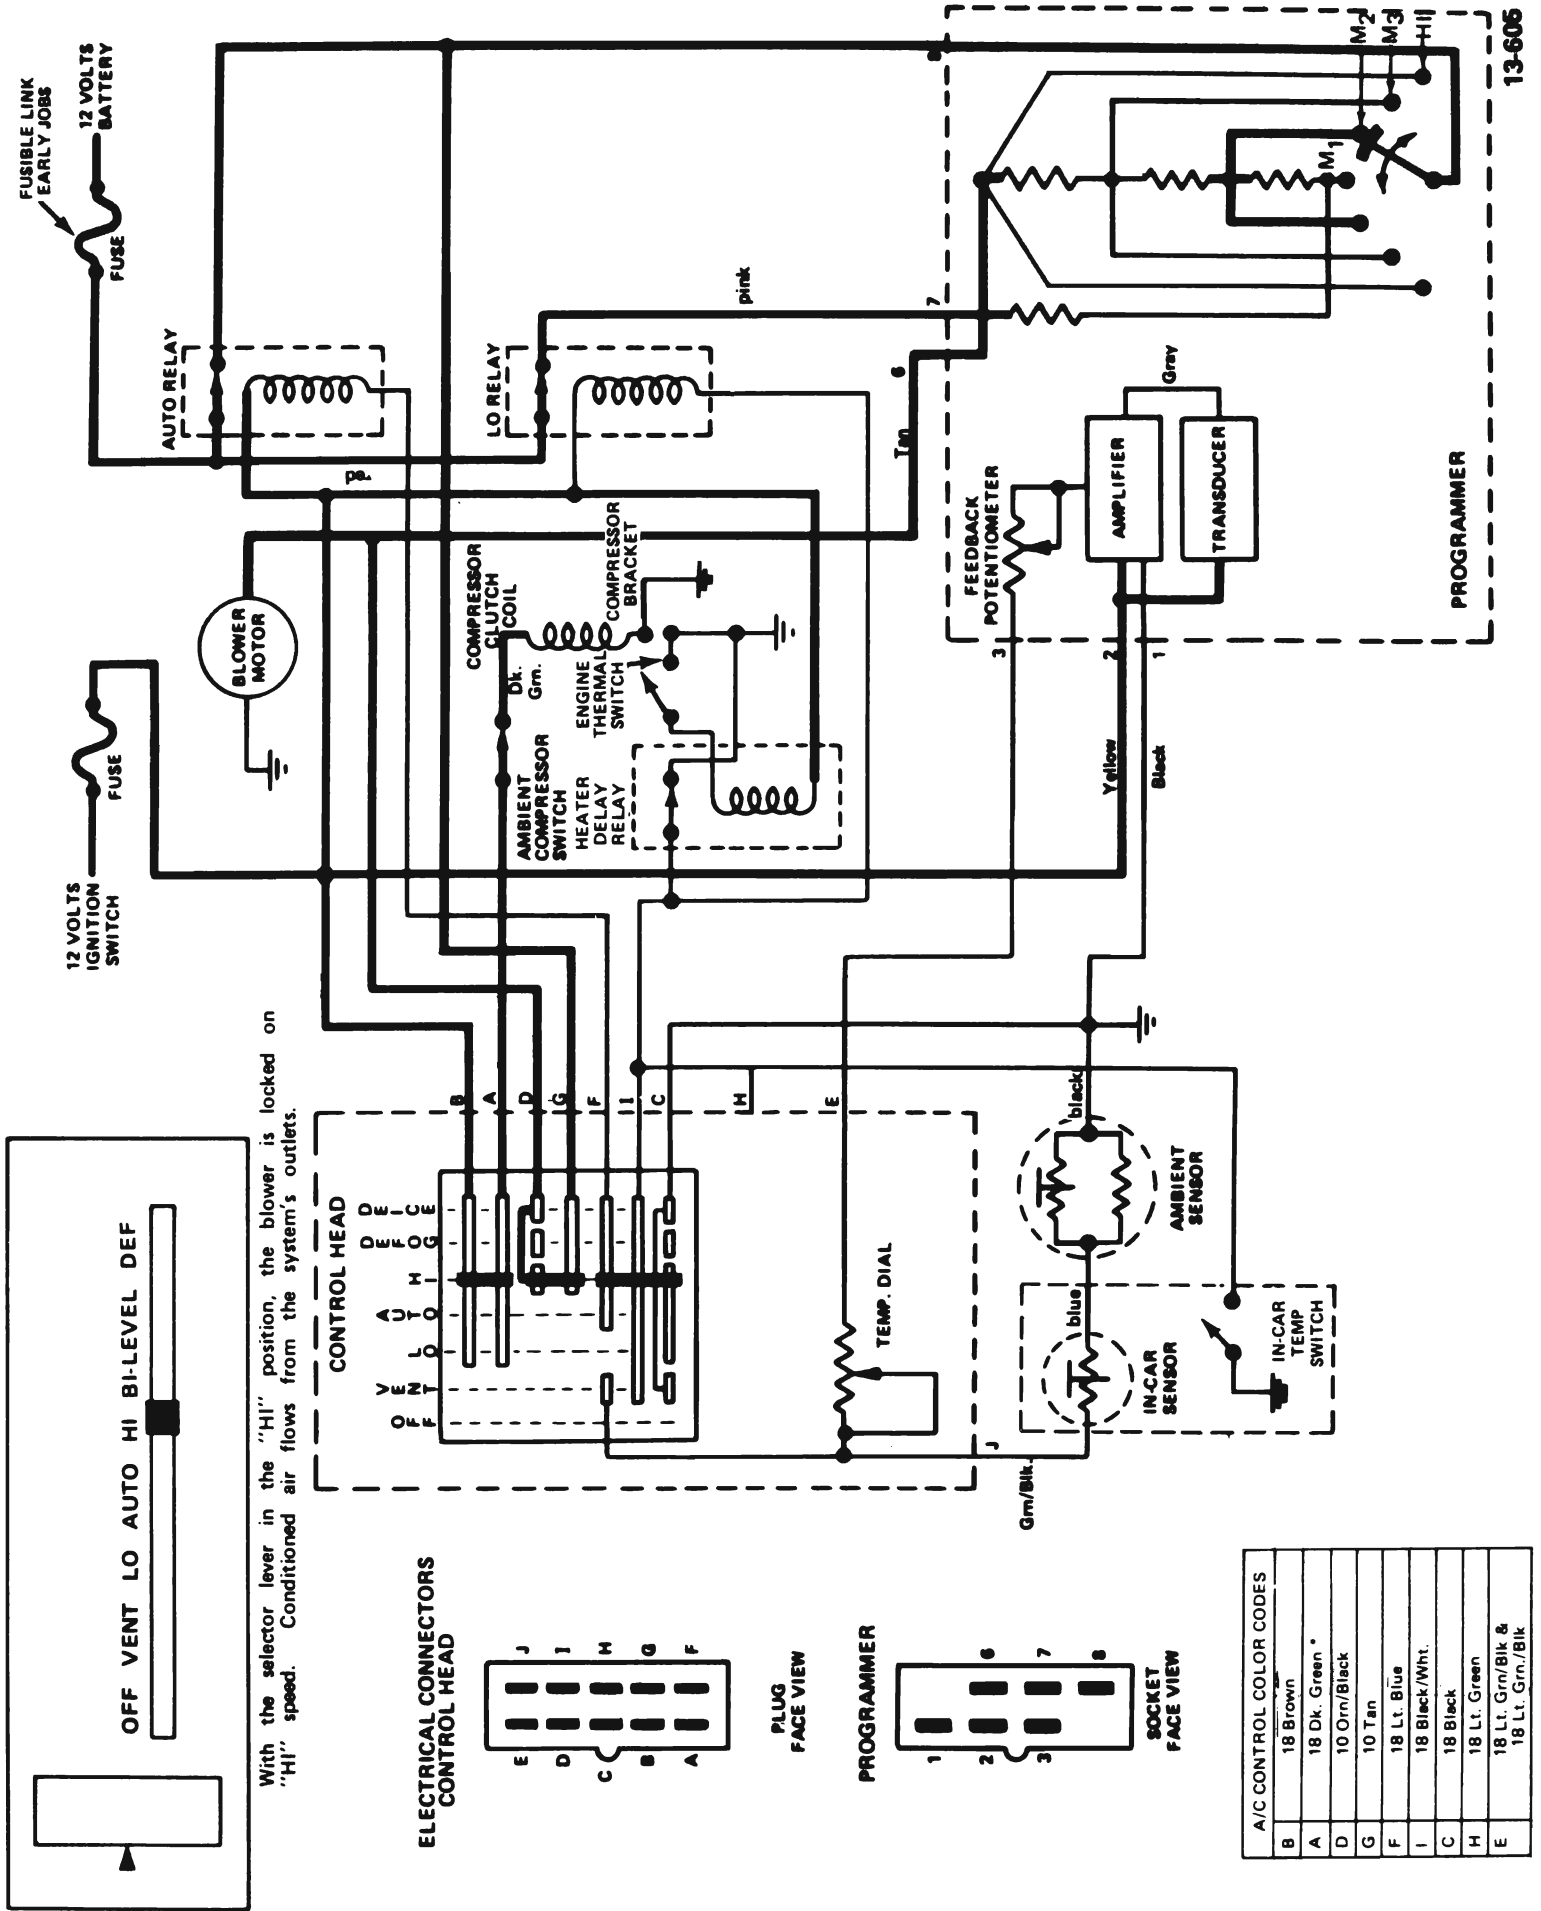 OFF VENT LO AUTO HI BI-LEVEL DEF
With the selector lever in the "HI" position, the blower is locked on
"HI" speed. Conditioned air flows from the system's outlets.
12 VOLTS
IGNITION
SWITCH
FUSE
FUSIBLE LINK
EARLY JOBS
12 VOLTS
BATTERY
FUSE
BLOWER
MOTOR
AUTO RELAY
LO RELAY
pink
Tan
COMPRESSOR
CLUTCH
COIL
COMPRESSOR
BRACKET
Dk.
Grn.
ENGINE
THERMAL
SWITCH
AMBIENT
COMPRESSOR
SWITCH
HEATER
DELAY
RELAY
CONTROL HEAD
OFF
VENT
LO
AUTO
HI
DEFOG
DEICE
B
A
D
G
F
I
C
H
E
J
TEMP. DIAL
Grn/Blk.
blue
black
IN-CAR
SENSOR
AMBIENT
SENSOR
IN-CAR
TEMP
SWITCH
Yellow
Black
3
2
1
6
7
8
FEEDBACK
POTENTIOMETER
AMPLIFIER
TRANSDUCER
Gray
PROGRAMMER
M1
M2
M3
HI
13-605
ELECTRICAL CONNECTORS
CONTROL HEAD
J
I
H
G
F
E
D
C
B
A
PLUG
FACE VIEW
PROGRAMMER
6
7
8
1
2
3
SOCKET
FACE VIEW
A/C CONTROL COLOR CODES
B 18 Brown
A 18 Dk. Green*
D 10 Orn/Black
G 10 Tan
F 18 Lt. Blue
I 18 Black/Wht.
C 18 Black
H 18 Lt. Green
E 18 Lt. Grn/Blk &
18 Lt. Grn./Blk